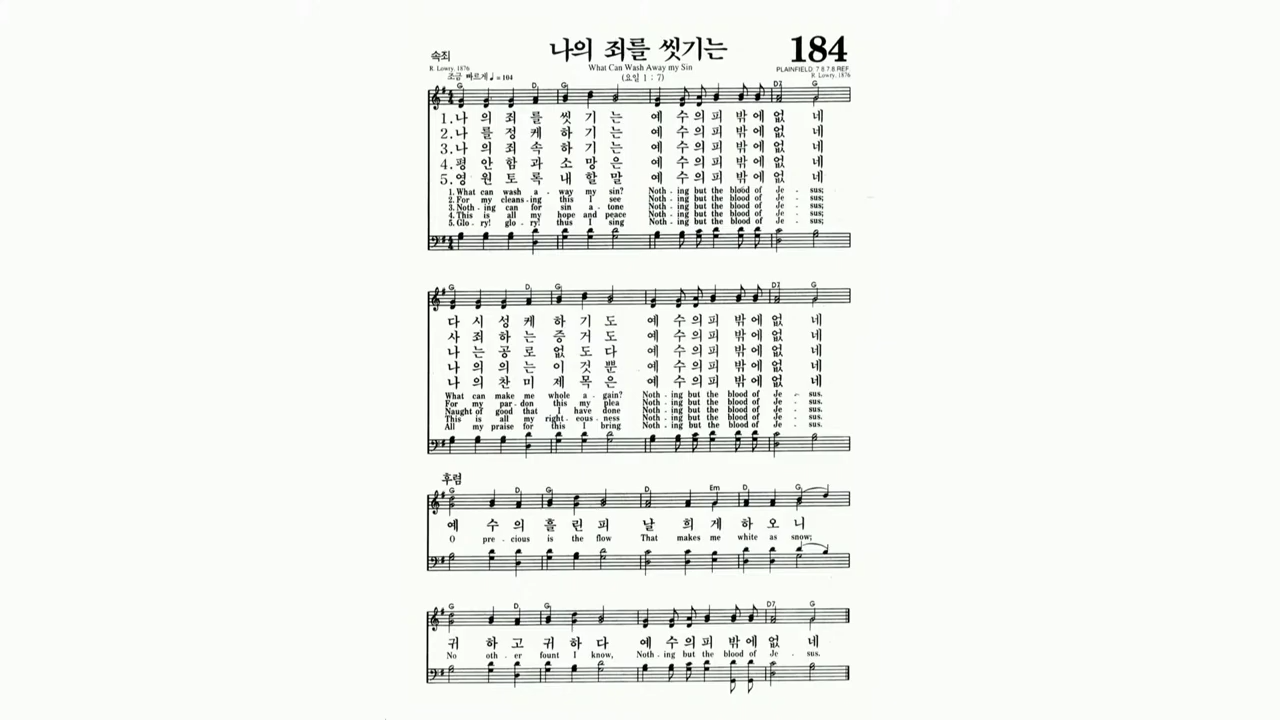 속죄
나의 죄를 씻기는
184
What Can Wash Away my Sin
R. Lowry, 1876
(요일 1 : 7)
PLAINFIELD 7 8 7 8 REF.
R. Lowry, 1876
조금 빠르게 ♩= 104
G D G D7 G
1.나 의 죄 를 씻 기 는 예 수 의 피 밖 에 없 네
2.나 를 정 케 하 기 는 예 수 의 피 밖 에 없 네
3.나 의 죄 속 하 기 는 예 수 의 피 밖 에 없 네
4.평 안 함 과 소 망 은 예 수 의 피 밖 에 없 네
5.영 원 토 록 내 할 말 예 수 의 피 밖 에 없 네
1. What can wash a - way my sin? Noth - ing but the blood of Je - sus;
2. For my cleans - ing this I see Noth - ing but the blood of Je - sus;
3. Noth - ing can for sin a - tone Noth - ing but the blood of Je - sus;
4. This is all my hope and peace Noth - ing but the blood of Je - sus;
5. Glo - ry! glo - ry! thus I sing Noth - ing but the blood of Je - sus;
G D G D7 G
다 시 성 케 하 기 도 예 수 의 피 밖 에 없 네
사 죄 하 는 증 거 도 예 수 의 피 밖 에 없 네
나 는 공 로 없 도 다 예 수 의 피 밖 에 없 네
나 의 의 는 이 것 뿐 예 수 의 피 밖 에 없 네
나 의 찬 미 제 목 은 예 수 의 피 밖 에 없 네
What can make me whole a - gain? Noth - ing but the blood of Je - sus.
For my par - don this my plea Noth - ing but the blood of Je - sus.
Naught of good that I have done Noth - ing but the blood of Je - sus.
This is all my right - eous - ness Noth - ing but the blood of Je - sus.
All my praise for this I bring Noth - ing but the blood of Je - sus.
후렴
G D G D Em D G
예 수 의 흘 린 피 날 희 게 하 오 니
O pre - cious is the flow That makes me white as snow;
G D G D7 G
귀 하 고 귀 하 다 예 수 의 피 밖 에 없 네
No oth - er fount I know, Noth - ing but the blood of Je - sus.